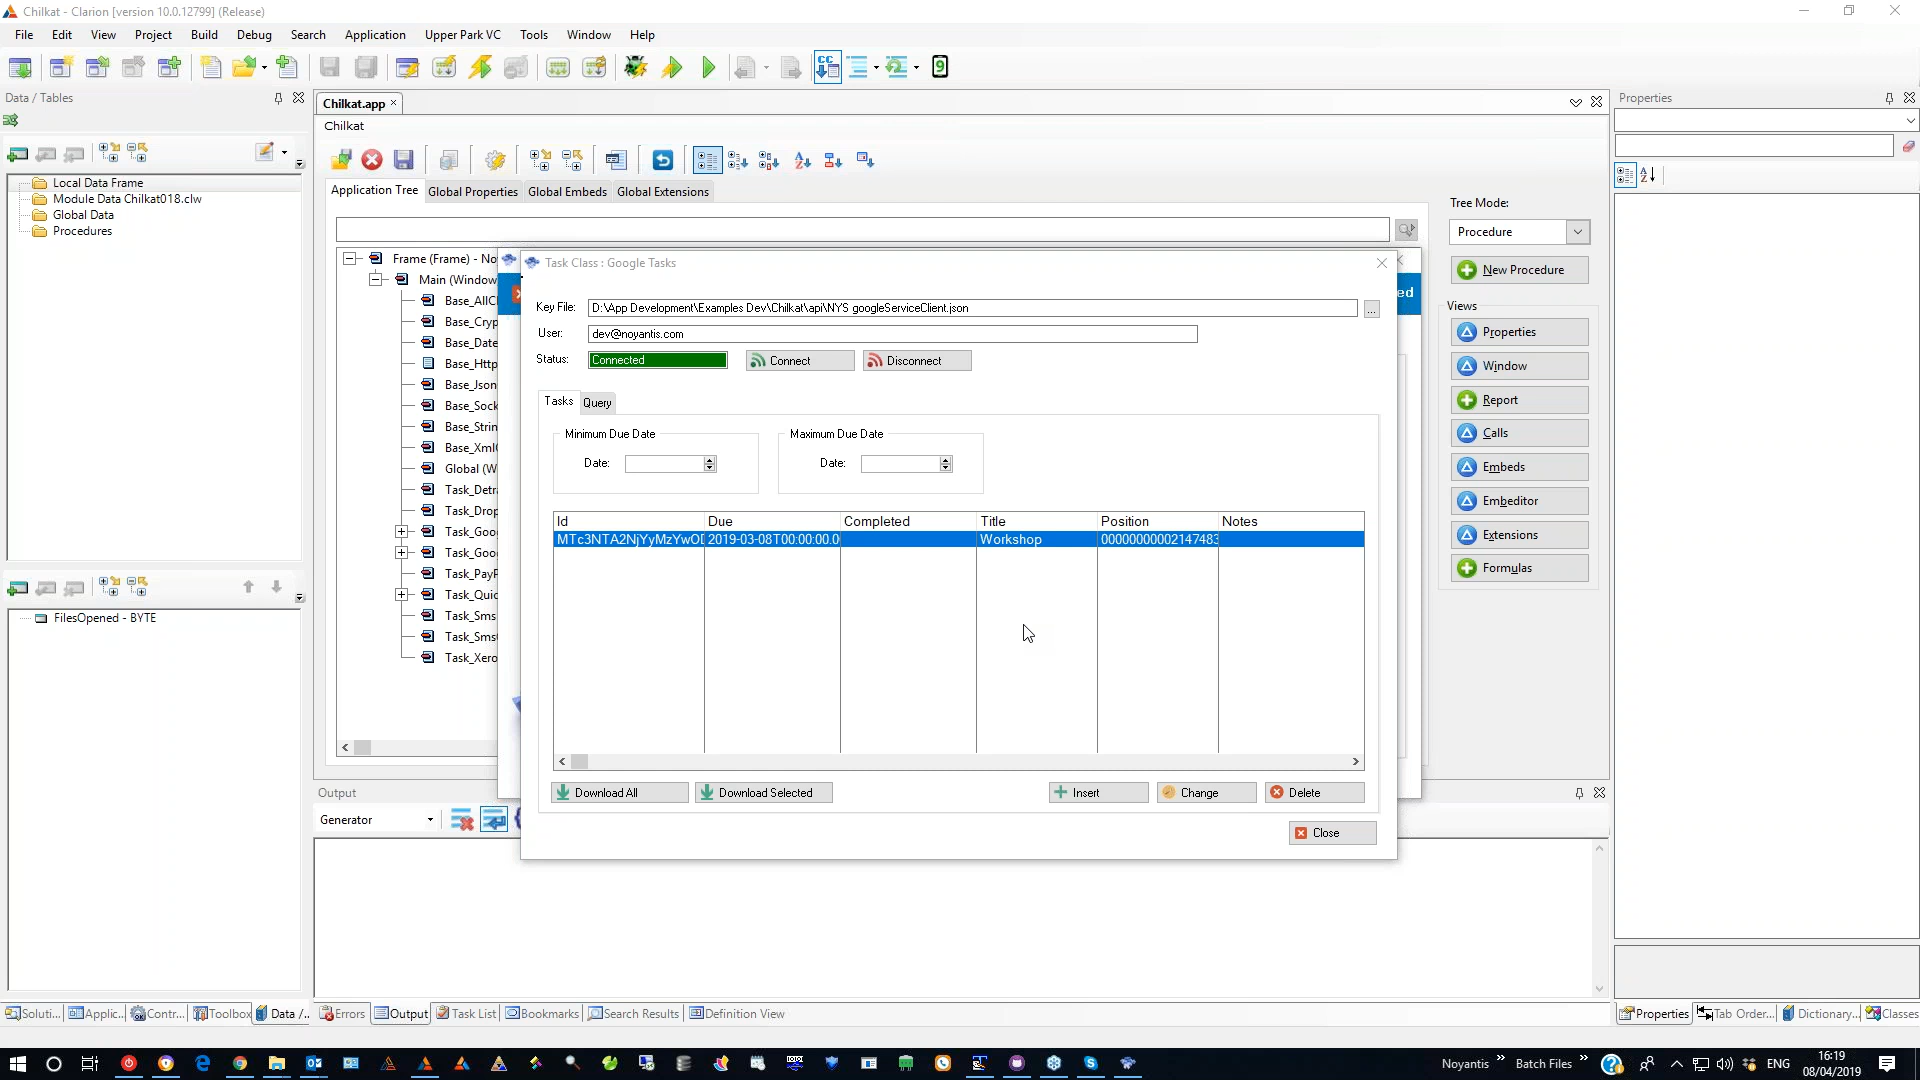 Chilkat - Clarion [version 10.0.12799] (Release)
File Edit View Project Build Debug Search Application Upper Park VC Tools Window Help
Data / Tables
Chilkat.app
Properties
Chilkat
Application Tree Global Properties Global Embeds Global Extensions
Local Data Frame
Module Data Chilkat018.clw
Global Data
Procedures
Tree Mode:
Procedure
New Procedure
Views
Properties
Window
Report
Calls
Embeds
Embeditor
Extensions
Formulas
Frame (Frame) - No
Main (Window
Base_AllCl
Base_Cryp
Base_Date
Base_Http
Base_Json
Base_Sock
Base_Strin
Base_Xml
Global (W
Task_Detr
Task_Drop
Task_Goo
Task_Goo
Task_PayP
Task_Quic
Task_Sms
Task_Sms
Task_Xero
ed
Task Class : Google Tasks
Key File: D:\App Development\Examples Dev\Chilkat\api\NYS googleServiceClient.json ...
User: dev@noyantis.com
Status: Connected Connect Disconnect
Tasks Query
Minimum Due Date Maximum Due Date
Date: Date:
Id Due Completed Title Position Notes
MTc3NTA2NjYyMzYwOD 2019-03-08T00:00:00.0 Workshop 00000000002147483
Download All Download Selected Insert Change Delete
Close
FilesOpened - BYTE
Output
Generator
Soluti... Applic... Contr... Toolbox Data /... Errors Output Task List Bookmarks Search Results Definition View
Properties Tab Order... Dictionary... Classes
Noyantis Batch Files ENG
16:19
08/04/2019